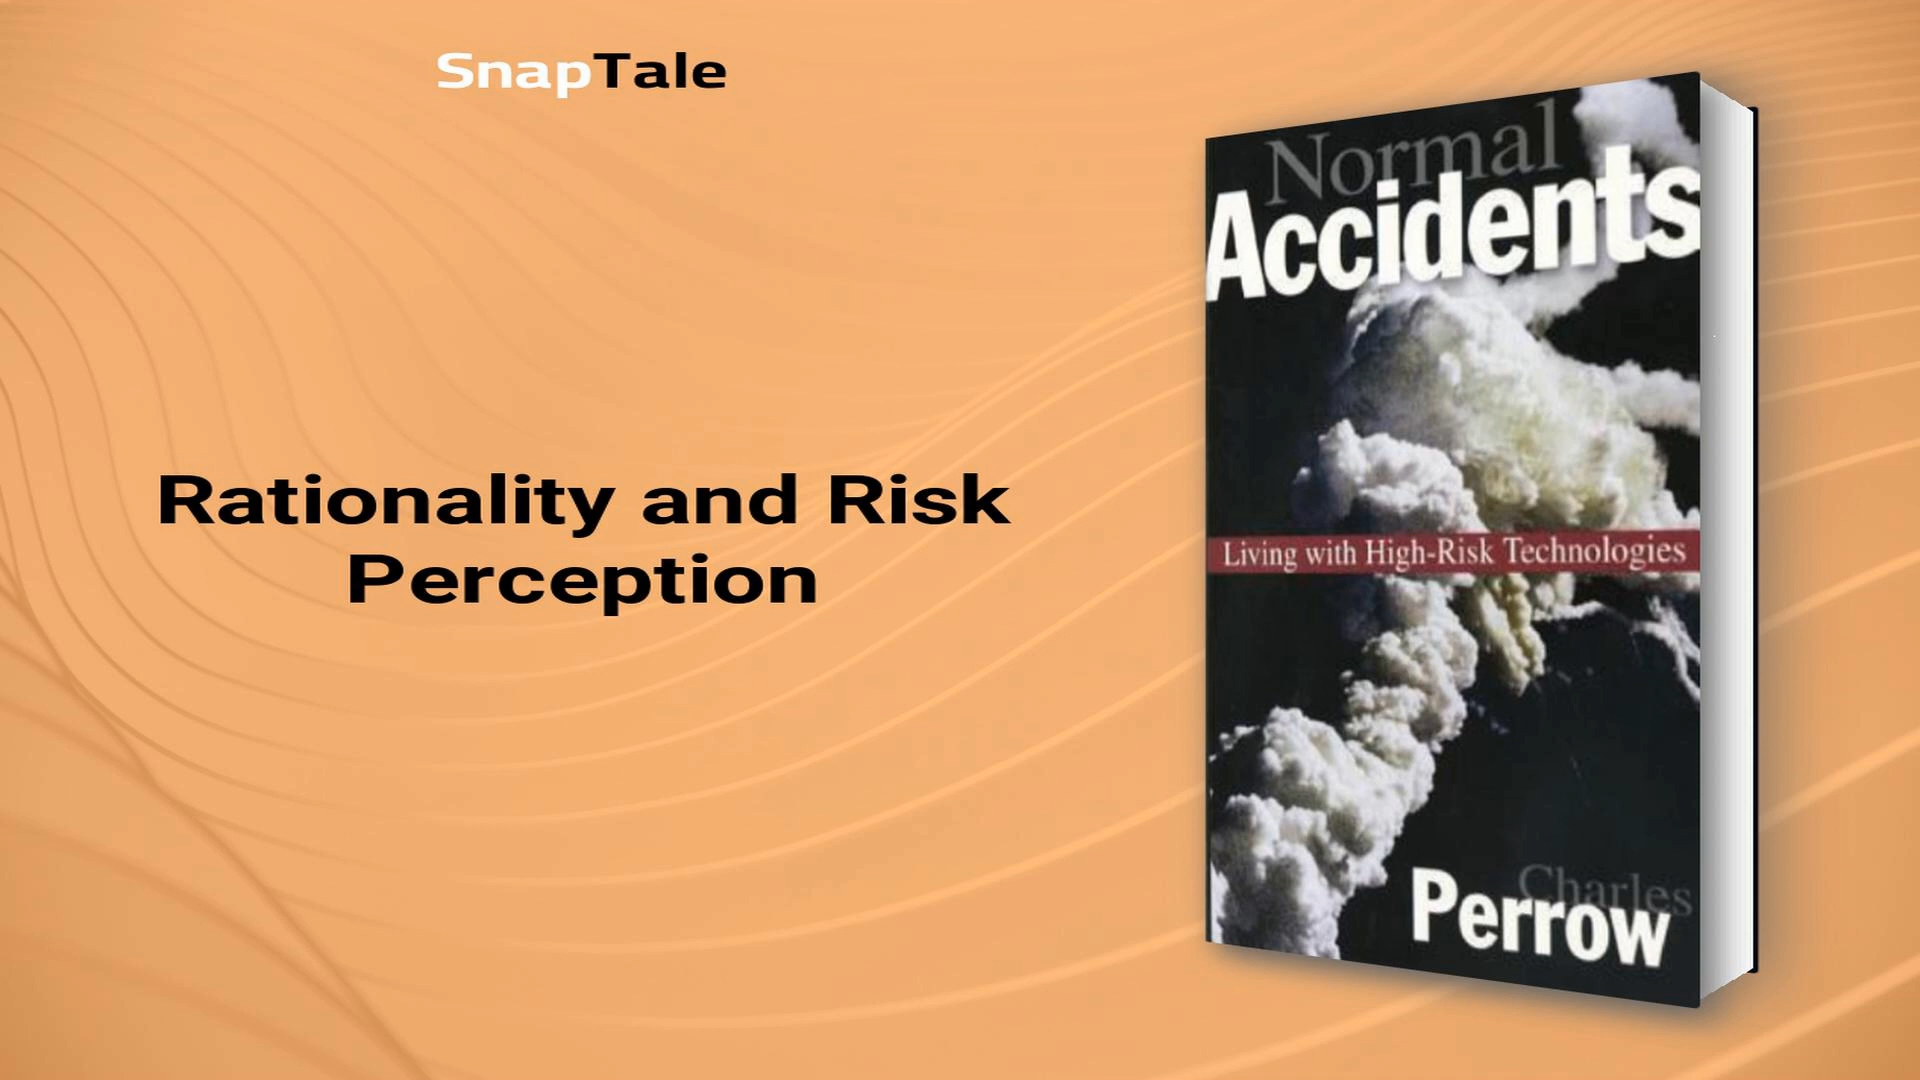 SnapTale
Rationality and Risk
Perception
Normal
Accidents
Living with High-Risk Technologies
Charles
Perrow